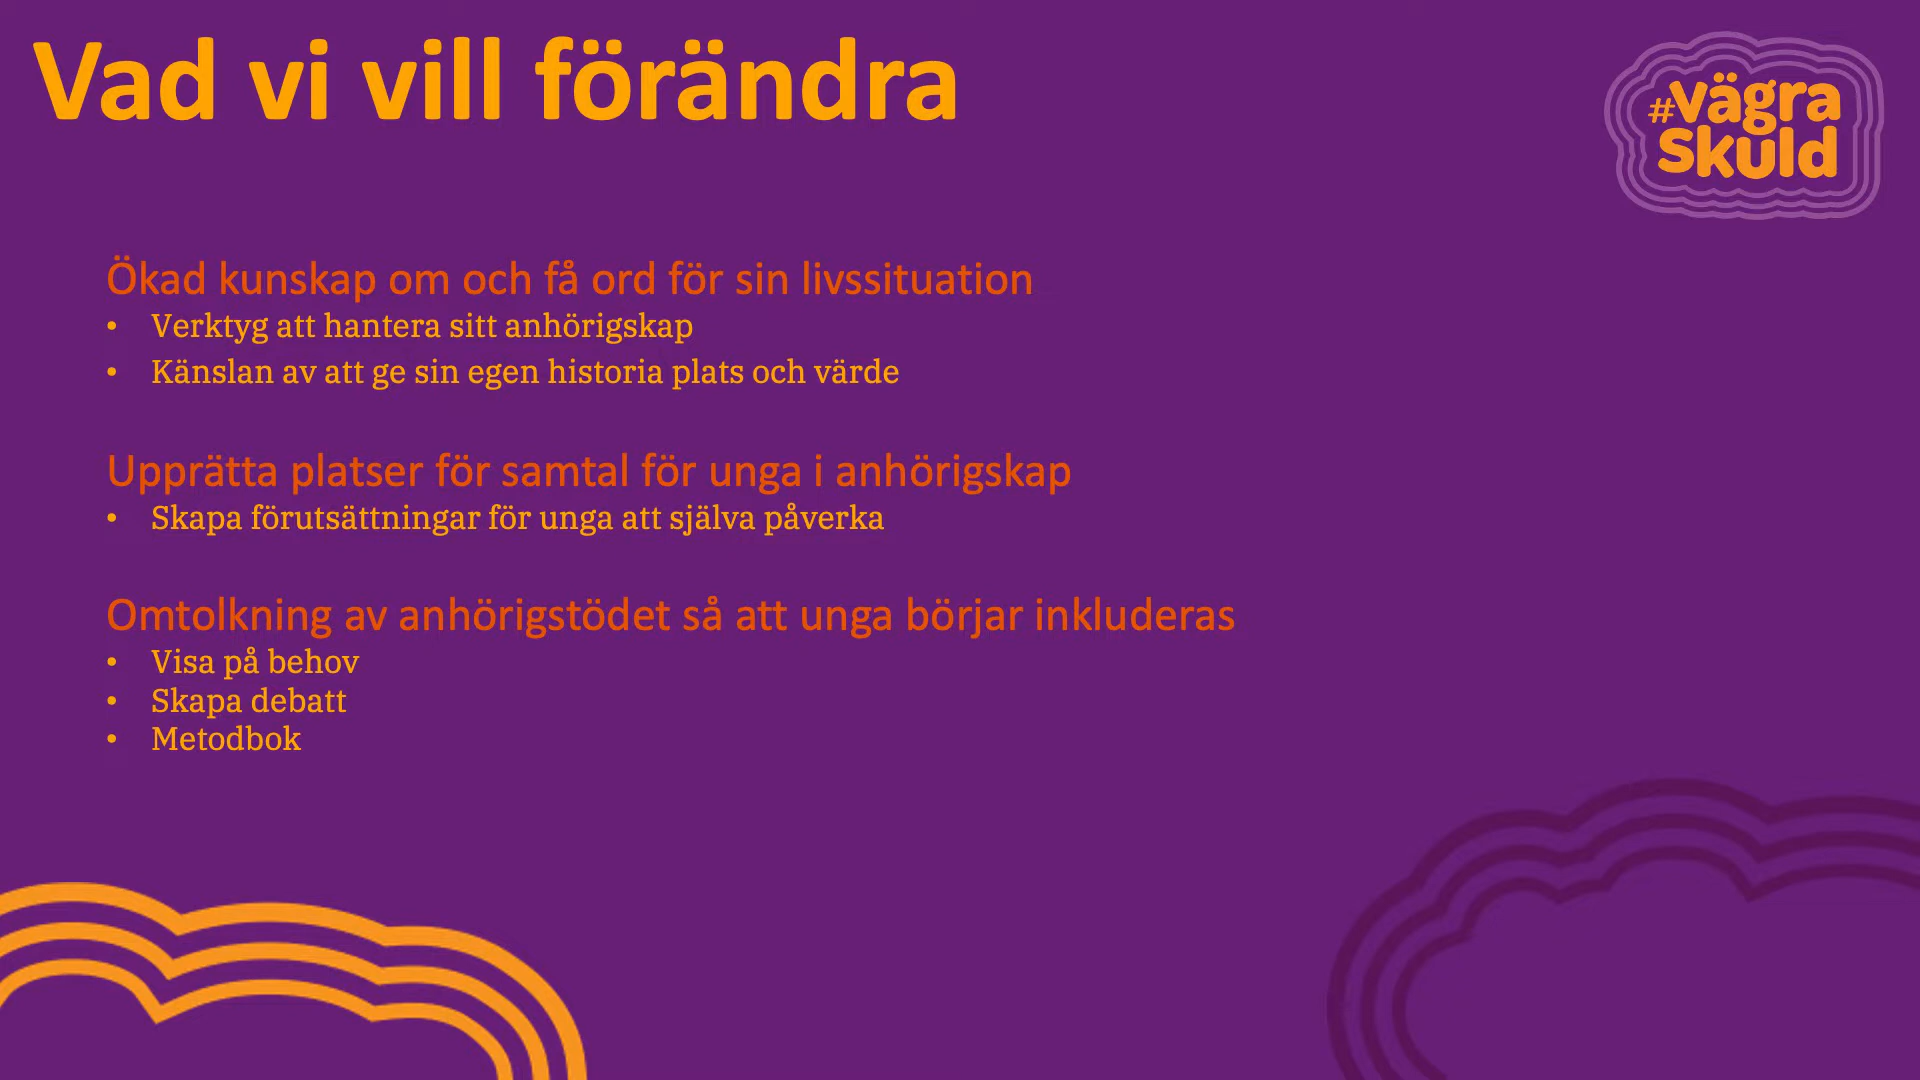 Vad vi vill förändra
#Vägra
Skuld
Ökad kunskap om och få ord för sin livssituation
• Verktyg att hantera sitt anhörigskap
• Känslan av att ge sin egen historia plats och värde
Upprätta platser för samtal för unga i anhörigskap
• Skapa förutsättningar för unga att själva påverka
Omtolkning av anhörigstödet så att unga börjar inkluderas
• Visa på behov
• Skapa debatt
• Metodbok